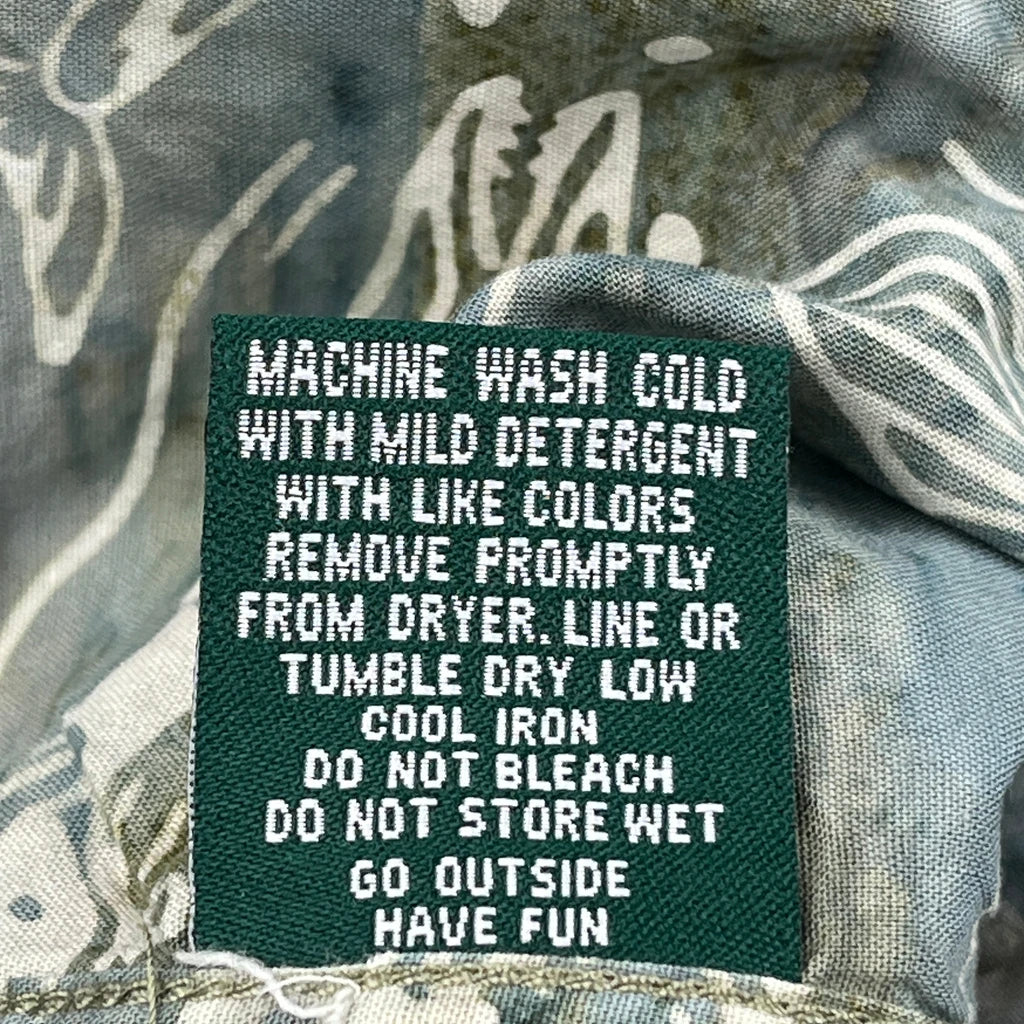 MACHINE WASH COLD
WITH MILD DETERGENT
WITH LIKE COLORS
REMOVE PROMPTLY
FROM DRYER. LINE OR
TUMBLE DRY LOW
COOL IRON
DO NOT BLEACH
DO NOT STORE WET
GO OUTSIDE
HAVE FUN